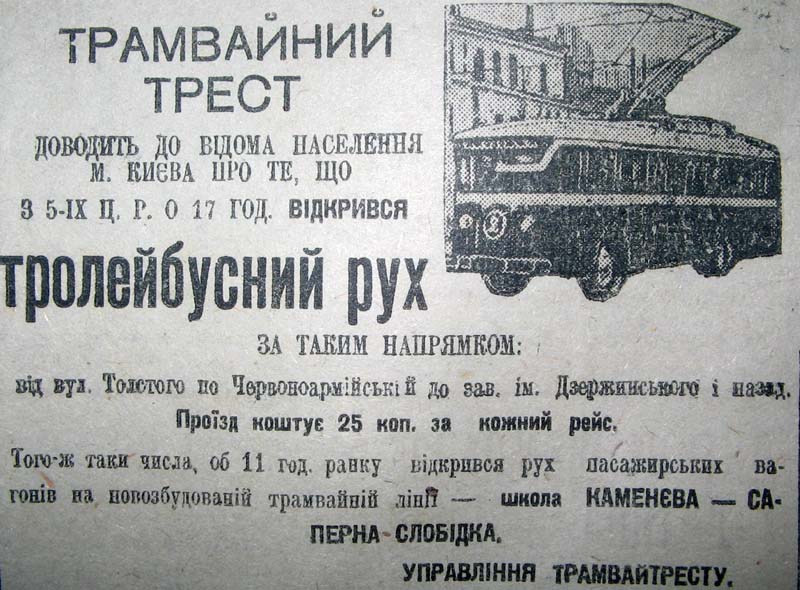 ТРАМВАЙНИЙ
ТРЕСТ
ДОВОДИТЬ ДО ВІДОМА НАСЕЛЕННЯ
М. КИЄВА ПРО ТЕ, ЩО
З 5-ІХ Ц. Р. О 17 ГОД. ВІДКРИВСЯ
тролейбусний рух
ЗА ТАКИМ НАПРЯМКОМ:
від вул. Толстого по Червоноармійській до зав. ім. Дзержинського і назад.
Проїзд коштує 25 коп. за кожний рейс.
Того-ж таки числа, об 11 год. ранку відкрився рух пасажирських ва-
гонів на новозбудованій трамвайній лінії — школа КАМЕНЄВА — СА-
ПЕРНА-СЛОБІДКА.
УПРАВЛІННЯ ТРАМВАЙТРЕСТУ.
2